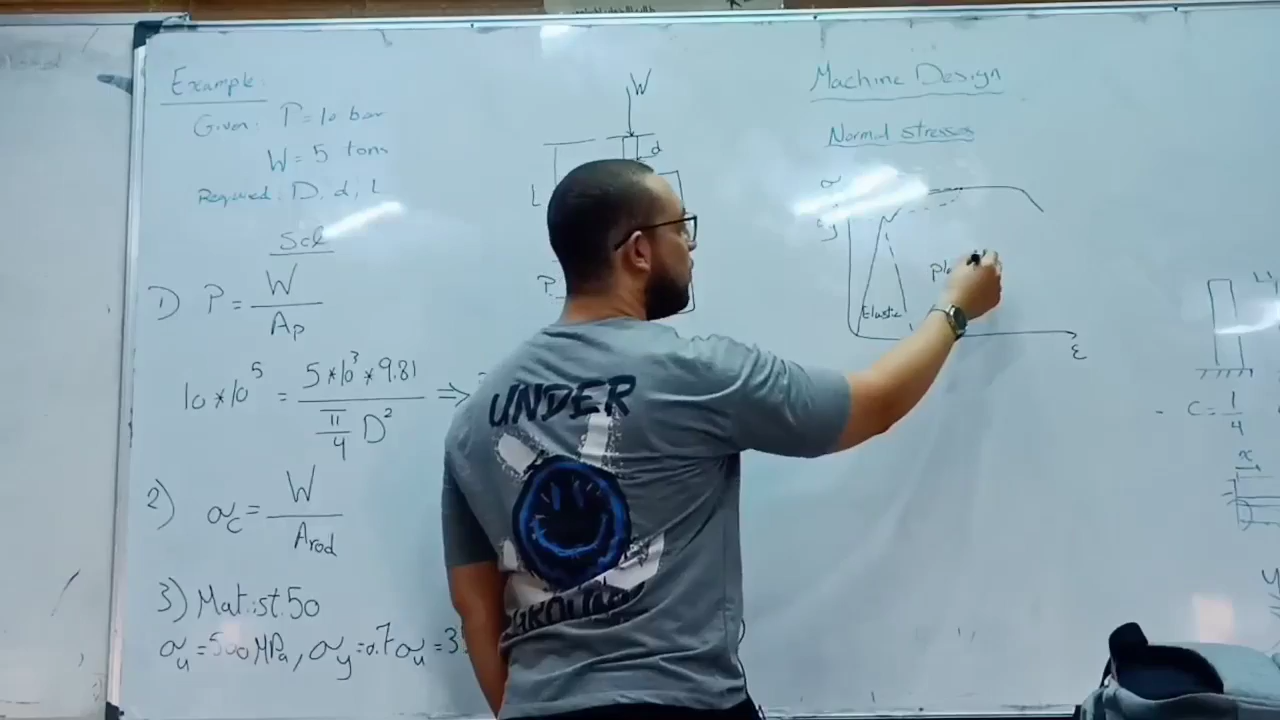 Example.
Given: P = 10 bar
W = 5 tons
Required: D, d, L
Sol
1) P = W / Ap
10*10^5 = 5*10^3*9.81 / (π/4 D^2) ⇒
2) σc = W / Arod
3) Mat: st. 50
σu = 500 MPa, σy = 0.7 σu = 3
W
d
L
P
Machine Design
Normal stresses
σ
σy
Elastic
ε
C = 1/4
x
UNDER